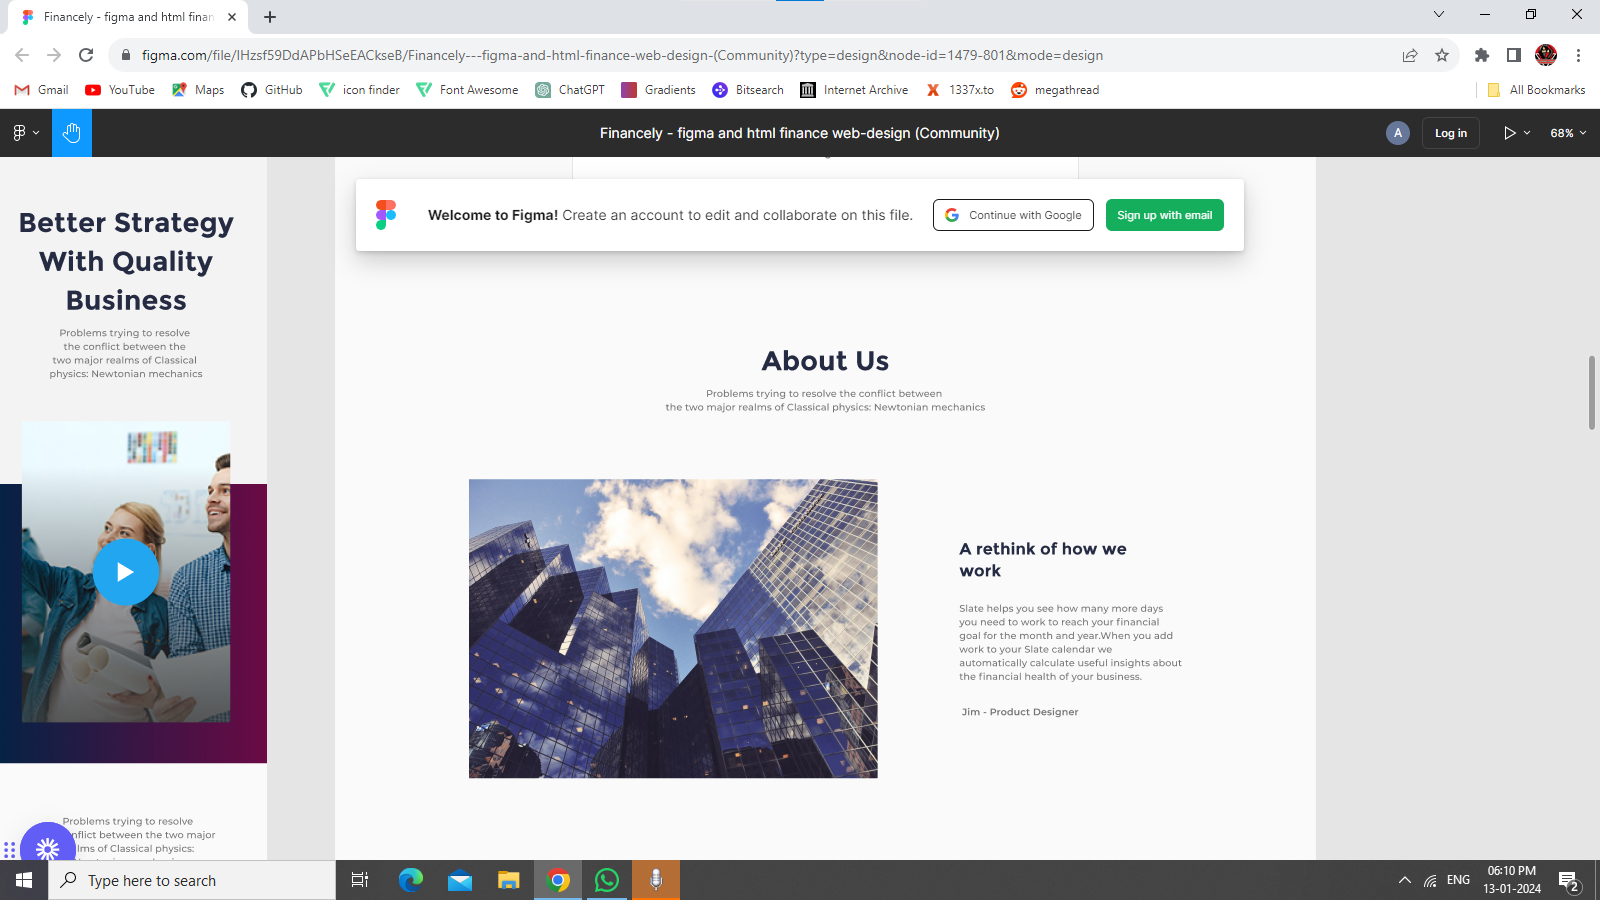 Financely - figma and html finan
figma.com/file/lHzsf59DdAPbHSeEACkseB/Financely---figma-and-html-finance-web-design-(Community)?type=design&node-id=1479-801&mode=design
Gmail YouTube Maps GitHub icon finder Font Awesome ChatGPT Gradients Bitsearch Internet Archive 1337x.to megathread All Bookmarks
Financely - figma and html finance web-design (Community)
A
Log in
68%
Welcome to Figma! Create an account to edit and collaborate on this file.
Continue with Google
Sign up with email
Better Strategy
With Quality
Business
Problems trying to resolve
the conflict between the
two major realms of Classical
physics: Newtonian mechanics
About Us
Problems trying to resolve the conflict between
the two major realms of Classical physics: Newtonian mechanics
A rethink of how we
work
Slate helps you see how many more days
you need to work to reach your financial
goal for the month and year.When you add
work to your Slate calendar we
automatically calculate useful insights about
the financial health of your business.
Jim - Product Designer
Problems trying to resolve
nflict between the two major
lms of Classical physics:
Type here to search
ENG
06:10 PM
13-01-2024
2